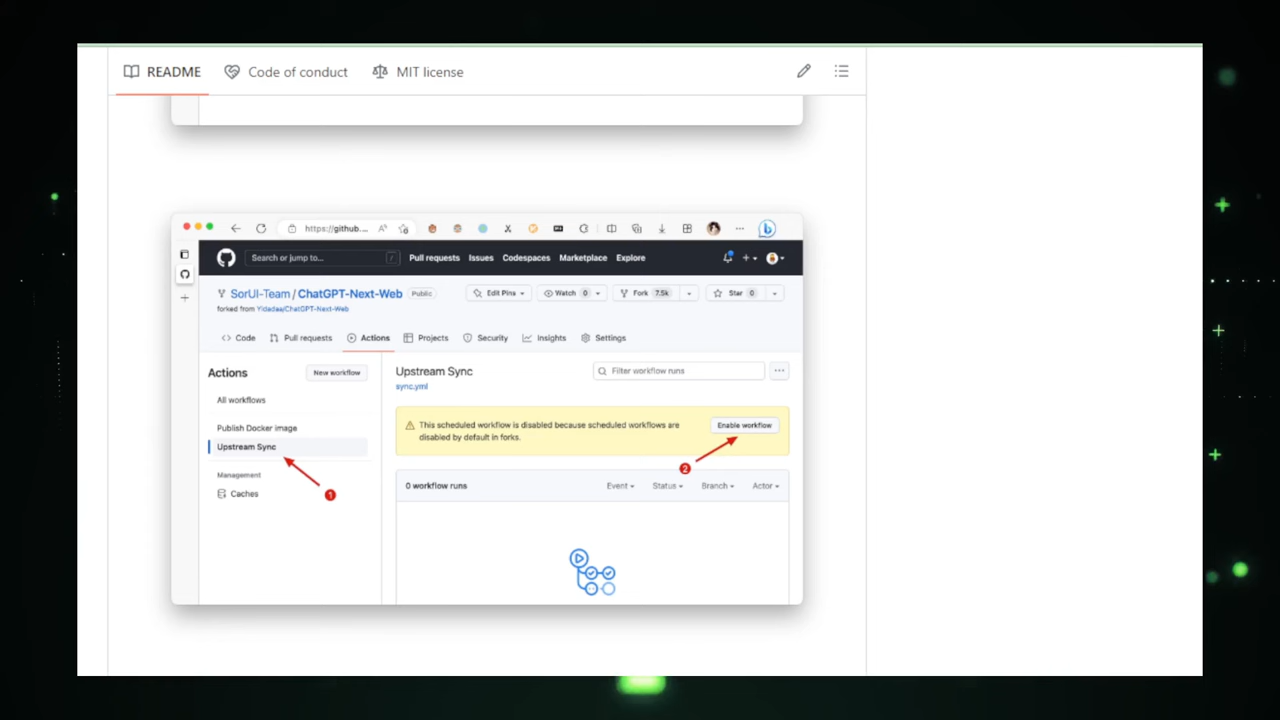 README Code of conduct MIT license
https://github....
Search or jump to... / Pull requests Issues Codespaces Marketplace Explore
SorUI-Team / ChatGPT-Next-Web Public Edit Pins Watch 0 Fork 7.5k Star 0
forked from Yidadaa/ChatGPT-Next-Web
Code Pull requests Actions Projects Security Insights Settings
Actions New workflow
All workflows
Publish Docker image
Upstream Sync
1
Management
Caches
Upstream Sync Filter workflow runs
sync.yml
This scheduled workflow is disabled because scheduled workflows are
disabled by default in forks.
Enable workflow
2
0 workflow runs Event Status Branch Actor